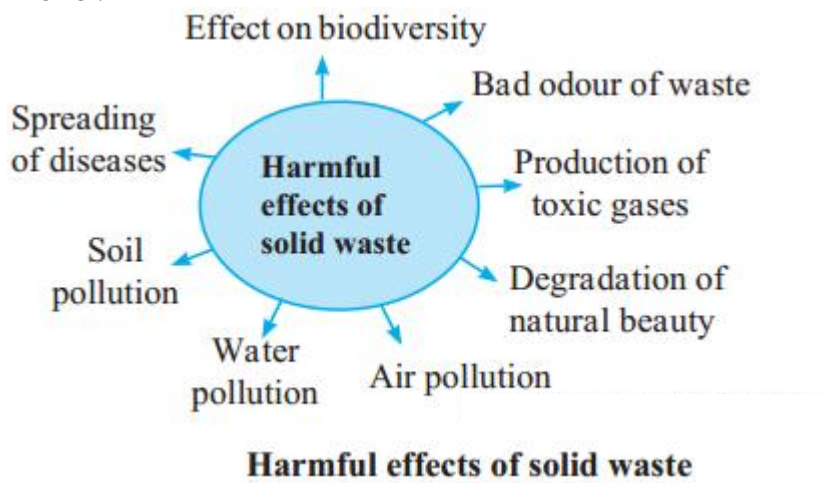 Effect on biodiversity
Bad odour of waste
Spreading
of diseases
Harmful
effects of
solid waste
Production of
toxic gases
Soil
pollution
Degradation of
natural beauty
Water
pollution
Air pollution
Harmful effects of solid waste